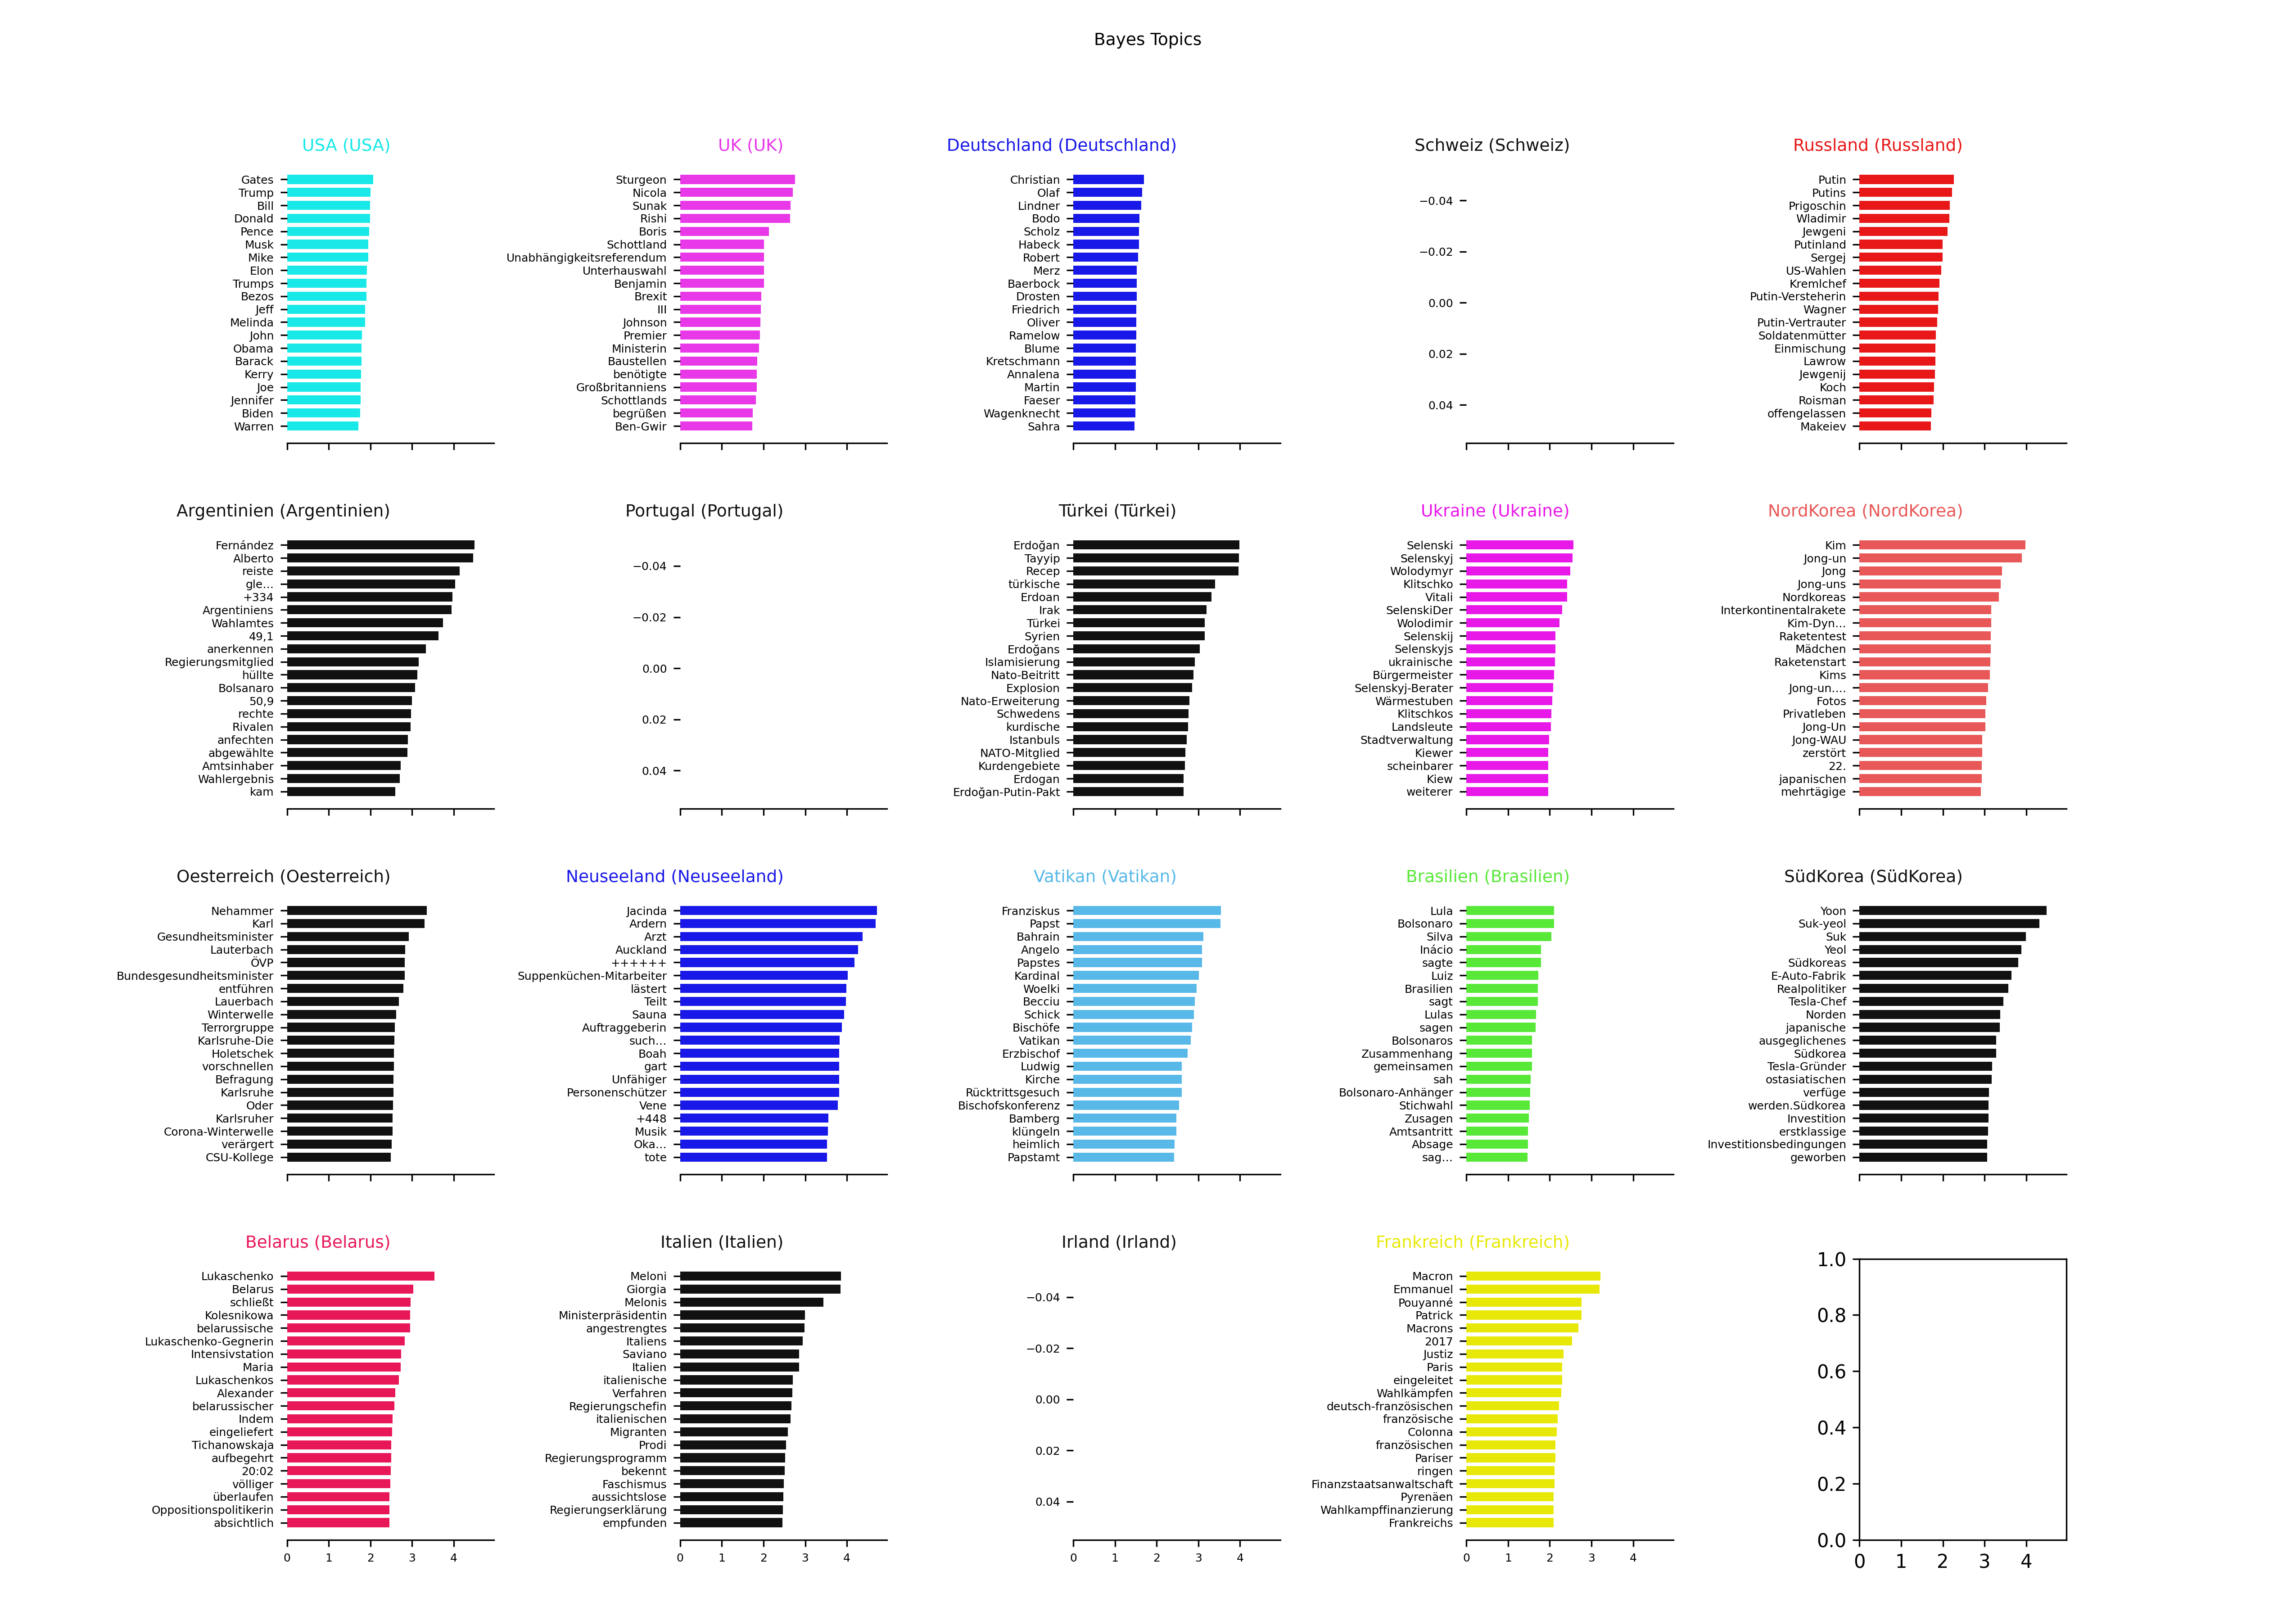 Bayes Topics
USA (USA)
Gates
Trump
Bill
Donald
Pence
Musk
Mike
Elon
Trumps
Bezos
Jeff
Melinda
John
Obama
Barack
Kerry
Joe
Jennifer
Biden
Warren
UK (UK)
Sturgeon
Nicola
Sunak
Rishi
Boris
Schottland
Unabhängigkeitsreferendum
Unterhauswahl
Benjamin
Brexit
III
Johnson
Premier
Ministerin
Baustellen
benötigte
Großbritanniens
Schottlands
begrüßen
Ben-Gwir
Deutschland (Deutschland)
Christian
Olaf
Lindner
Bodo
Scholz
Habeck
Robert
Merz
Baerbock
Drosten
Friedrich
Oliver
Ramelow
Blume
Kretschmann
Annalena
Martin
Faeser
Wagenknecht
Sahra
Schweiz (Schweiz)
−0.04
−0.02
0.00
0.02
0.04
Russland (Russland)
Putin
Putins
Prigoschin
Wladimir
Jewgeni
Putinland
Sergej
US-Wahlen
Kremlchef
Putin-Versteherin
Wagner
Putin-Vertrauter
Soldatenmütter
Einmischung
Lawrow
Jewgenij
Koch
Roisman
offengelassen
Makeiev
Argentinien (Argentinien)
Fernández
Alberto
reiste
gle...
+334
Argentiniens
Wahlamtes
49,1
anerkennen
Regierungsmitglied
hüllte
Bolsanaro
50,9
rechte
Rivalen
anfechten
abgewählte
Amtsinhaber
Wahlergebnis
kam
Portugal (Portugal)
−0.04
−0.02
0.00
0.02
0.04
Türkei (Türkei)
Erdoğan
Tayyip
Recep
türkische
Erdoan
Irak
Türkei
Syrien
Erdoğans
Islamisierung
Nato-Beitritt
Explosion
Nato-Erweiterung
Schwedens
kurdische
Istanbuls
NATO-Mitglied
Kurdengebiete
Erdogan
Erdoğan-Putin-Pakt
Ukraine (Ukraine)
Selenski
Selenskyj
Wolodymyr
Klitschko
Vitali
SelenskiDer
Wolodimir
Selenskij
Selenskyjs
ukrainische
Bürgermeister
Selenskyj-Berater
Wärmestuben
Klitschkos
Landsleute
Stadtverwaltung
Kiewer
scheinbarer
Kiew
weiterer
NordKorea (NordKorea)
Kim
Jong-un
Jong
Jong-uns
Nordkoreas
Interkontinentalrakete
Kim-Dyn...
Raketentest
Mädchen
Raketenstart
Kims
Jong-un....
Fotos
Privatleben
Jong-Un
Jong-WAU
zerstört
22.
japanischen
mehrtägige
Oesterreich (Oesterreich)
Nehammer
Karl
Gesundheitsminister
Lauterbach
ÖVP
Bundesgesundheitsminister
entführen
Lauerbach
Winterwelle
Terrorgruppe
Karlsruhe-Die
Holetschek
vorschnellen
Befragung
Karlsruhe
Oder
Karlsruher
Corona-Winterwelle
verärgert
CSU-Kollege
Neuseeland (Neuseeland)
Jacinda
Ardern
Arzt
Auckland
++++++
Suppenküchen-Mitarbeiter
lästert
Teilt
Sauna
Auftraggeberin
such...
Boah
gart
Unfähiger
Personenschützer
Vene
+448
Musik
Oka...
tote
Vatikan (Vatikan)
Franziskus
Papst
Bahrain
Angelo
Papstes
Kardinal
Woelki
Becciu
Schick
Bischöfe
Vatikan
Erzbischof
Ludwig
Kirche
Rücktrittsgesuch
Bischofskonferenz
Bamberg
klüngeln
heimlich
Papstamt
Brasilien (Brasilien)
Lula
Bolsonaro
Silva
Inácio
sagte
Luiz
Brasilien
sagt
Lulas
sagen
Bolsonaros
Zusammenhang
gemeinsamen
sah
Bolsonaro-Anhänger
Stichwahl
Zusagen
Amtsantritt
Absage
sag...
SüdKorea (SüdKorea)
Yoon
Suk-yeol
Suk
Yeol
Südkoreas
E-Auto-Fabrik
Realpolitiker
Tesla-Chef
Norden
japanische
ausgeglichenes
Südkorea
Tesla-Gründer
ostasiatischen
verfüge
werden.Südkorea
Investition
erstklassige
Investitionsbedingungen
geworben
Belarus (Belarus)
Lukaschenko
Belarus
schließt
Kolesnikowa
belarussische
Lukaschenko-Gegnerin
Intensivstation
Maria
Lukaschenkos
Alexander
belarussischer
Indem
eingeliefert
Tichanowskaja
aufbegehrt
20:02
völliger
überlaufen
Oppositionspolitikerin
absichtlich
0 1 2 3 4
Italien (Italien)
Meloni
Giorgia
Melonis
Ministerpräsidentin
angestrengtes
Italiens
Saviano
Italien
italienische
Verfahren
Regierungschefin
italienischen
Migranten
Prodi
Regierungsprogramm
bekennt
Faschismus
aussichtslose
Regierungserklärung
empfunden
0 1 2 3 4
Irland (Irland)
−0.04
−0.02
0.00
0.02
0.04
0 1 2 3 4
Frankreich (Frankreich)
Macron
Emmanuel
Pouyanné
Patrick
Macrons
2017
Justiz
Paris
eingeleitet
Wahlkämpfen
deutsch-französischen
französische
Colonna
französischen
Pariser
ringen
Finanzstaatsanwaltschaft
Pyrenäen
Wahlkampffinanzierung
Frankreichs
0 1 2 3 4
1.0
0.8
0.6
0.4
0.2
0.0
0 1 2 3 4